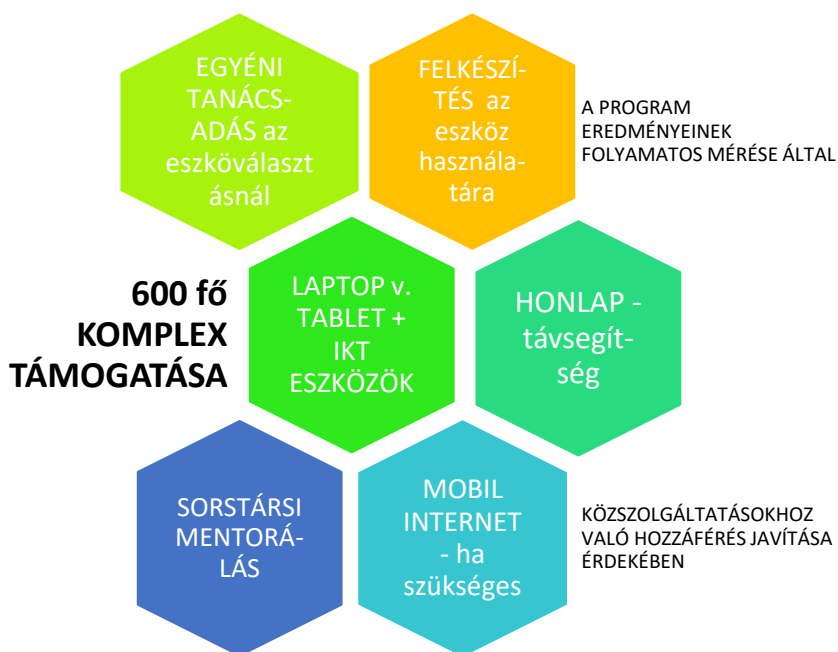 EGYÉNI
TANÁCS-
ADÁS az
eszköválaszt
ásnál
FELKÉSZÍ-
TÉS az
eszköz
használa-
tára
A PROGRAM
EREDMÉNYEINEK
FOLYAMATOS MÉRÉSE ÁLTAL
600 fő
KOMPLEX
TÁMOGATÁSA
LAPTOP v.
TABLET +
IKT
ESZKÖZÖK
HONLAP -
távsegít-
ség
SORSTÁRSI
MENTORÁ-
LÁS
MOBIL
INTERNET
- ha
szükséges
KÖZSZOLGÁLTATÁSOKHOZ
VALÓ HOZZÁFÉRÉS JAVÍTÁSA
ÉRDEKÉBEN